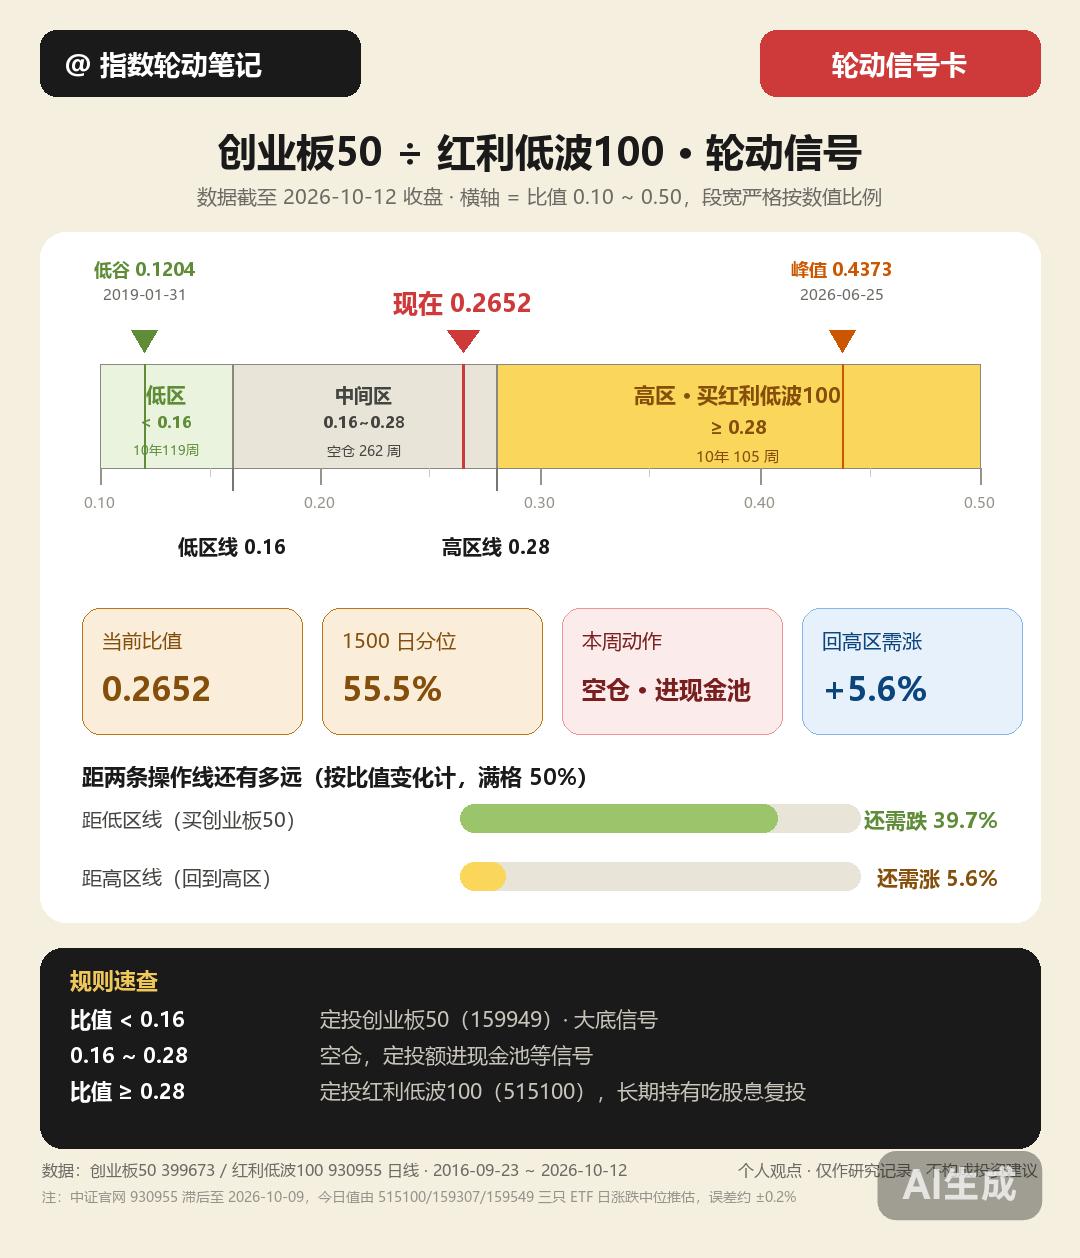 @ 指数轮动笔记
轮动信号卡
创业板50 ÷ 红利低波100 • 轮动信号
数据截至 2026-10-12 收盘 · 横轴 = 比值 0.10 ~ 0.50，段宽严格按数值比例
低谷 0.1204
2019-01-31
现在 0.2652
峰值 0.4373
2026-06-25
低区
< 0.16
10年119周
中间区
0.16~0.28
空仓 262 周
高区 • 买红利低波100
≥ 0.28
10年 105 周
0.10
0.20
0.30
0.40
0.50
低区线 0.16
高区线 0.28
当前比值
0.2652
1500 日分位
55.5%
本周动作
空仓 • 进现金池
回高区需涨
+5.6%
距两条操作线还有多远（按比值变化计，满格 50%）
距低区线（买创业板50）
还需跌 39.7%
距高区线（回到高区）
还需涨 5.6%
规则速查
比值 < 0.16 定投创业板50（159949）· 大底信号
0.16 ~ 0.28 空仓，定投额进现金池等信号
比值 ≥ 0.28 定投红利低波100（515100），长期持有吃股息复投
数据：创业板50 399673 / 红利低波100 930955 日线 · 2016-09-23 ~ 2026-10-12
个人观点 · 仅作研究记录 · 不构成投资建议
注：中证官网 930955 滞后至 2026-10-09，今日值由 515100/159307/159549 三只 ETF 日涨跌中位推估，误差约 ±0.2%
AI生成